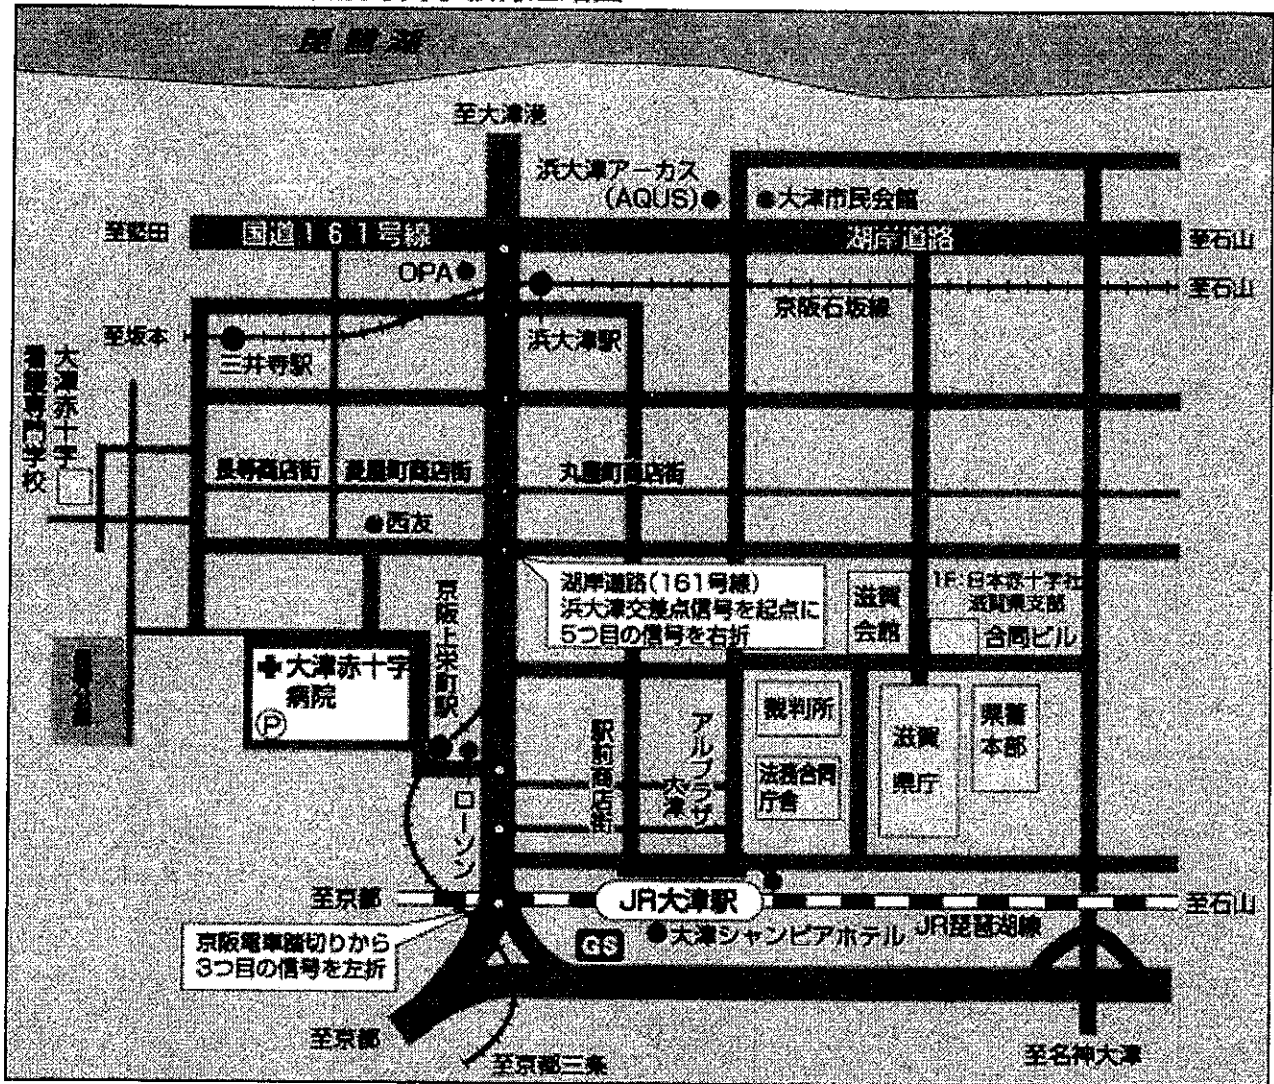 琵琶湖
至大津港
浜大津アーカス
(AQUS)
大津市民会館
至堅田
国道161号線
湖岸道路
至石山
OPA
至石山
京阪石坂線
至坂本
三井寺駅
浜大津駅
大津赤十字
看護専門学校
長等商店街
菱屋町商店街
丸屋町商店街
西友
湖岸道路(161号線)
浜大津交差点信号を起点に
5つ目の信号を右折
滋賀
会館
1F:日本赤十字社
滋賀県支部
合同ビル
京阪上栄町駅
大津赤十字
病院
P
裁判所
滋賀
県庁
県警
本部
駅前商店街
アルプラザ
大津
法務合同
庁舎
ローソン
至京都
JR大津駅
至石山
京阪電車踏切りから
3つ目の信号を左折
GS
大津シャンピアホテル
JR琵琶湖線
至京都
至京都三条
至名神大津